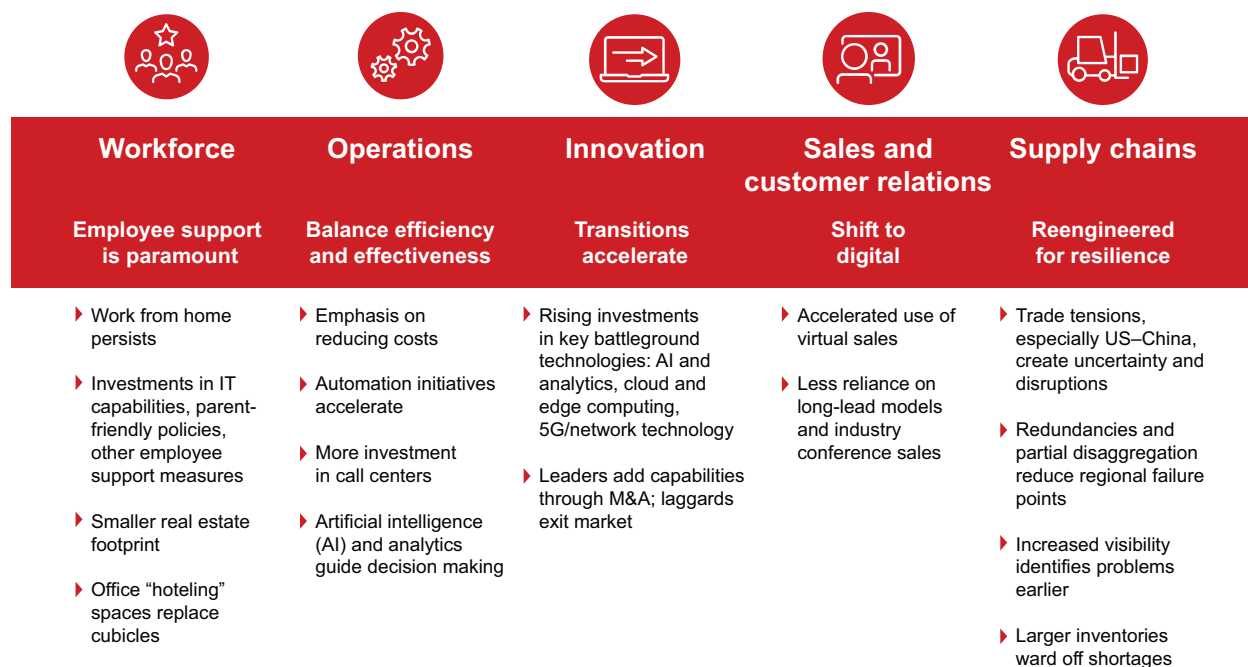 Workforce
Employee support
is paramount
Work from home
persists
Investments in IT
capabilities, parent-
friendly policies,
other employee
support measures
Smaller real estate
footprint
Office “hoteling”
spaces replace
cubicles
Operations
Balance efficiency
and effectiveness
Emphasis on
reducing costs
Automation initiatives
accelerate
More investment
in call centers
Artificial intelligence
(AI) and analytics
guide decision making
Innovation
Transitions
accelerate
Rising investments
in key battleground
technologies: AI and
analytics, cloud and
edge computing,
5G/network technology
Leaders add capabilities
through M&A; laggards
exit market
Sales and
customer relations
Shift to
digital
Accelerated use of
virtual sales
Less reliance on
long-lead models
and industry
conference sales
Supply chains
Reengineered
for resilience
Trade tensions,
especially US–China,
create uncertainty and
disruptions
Redundancies and
partial disaggregation
reduce regional failure
points
Increased visibility
identifies problems
earlier
Larger inventories
ward off shortages